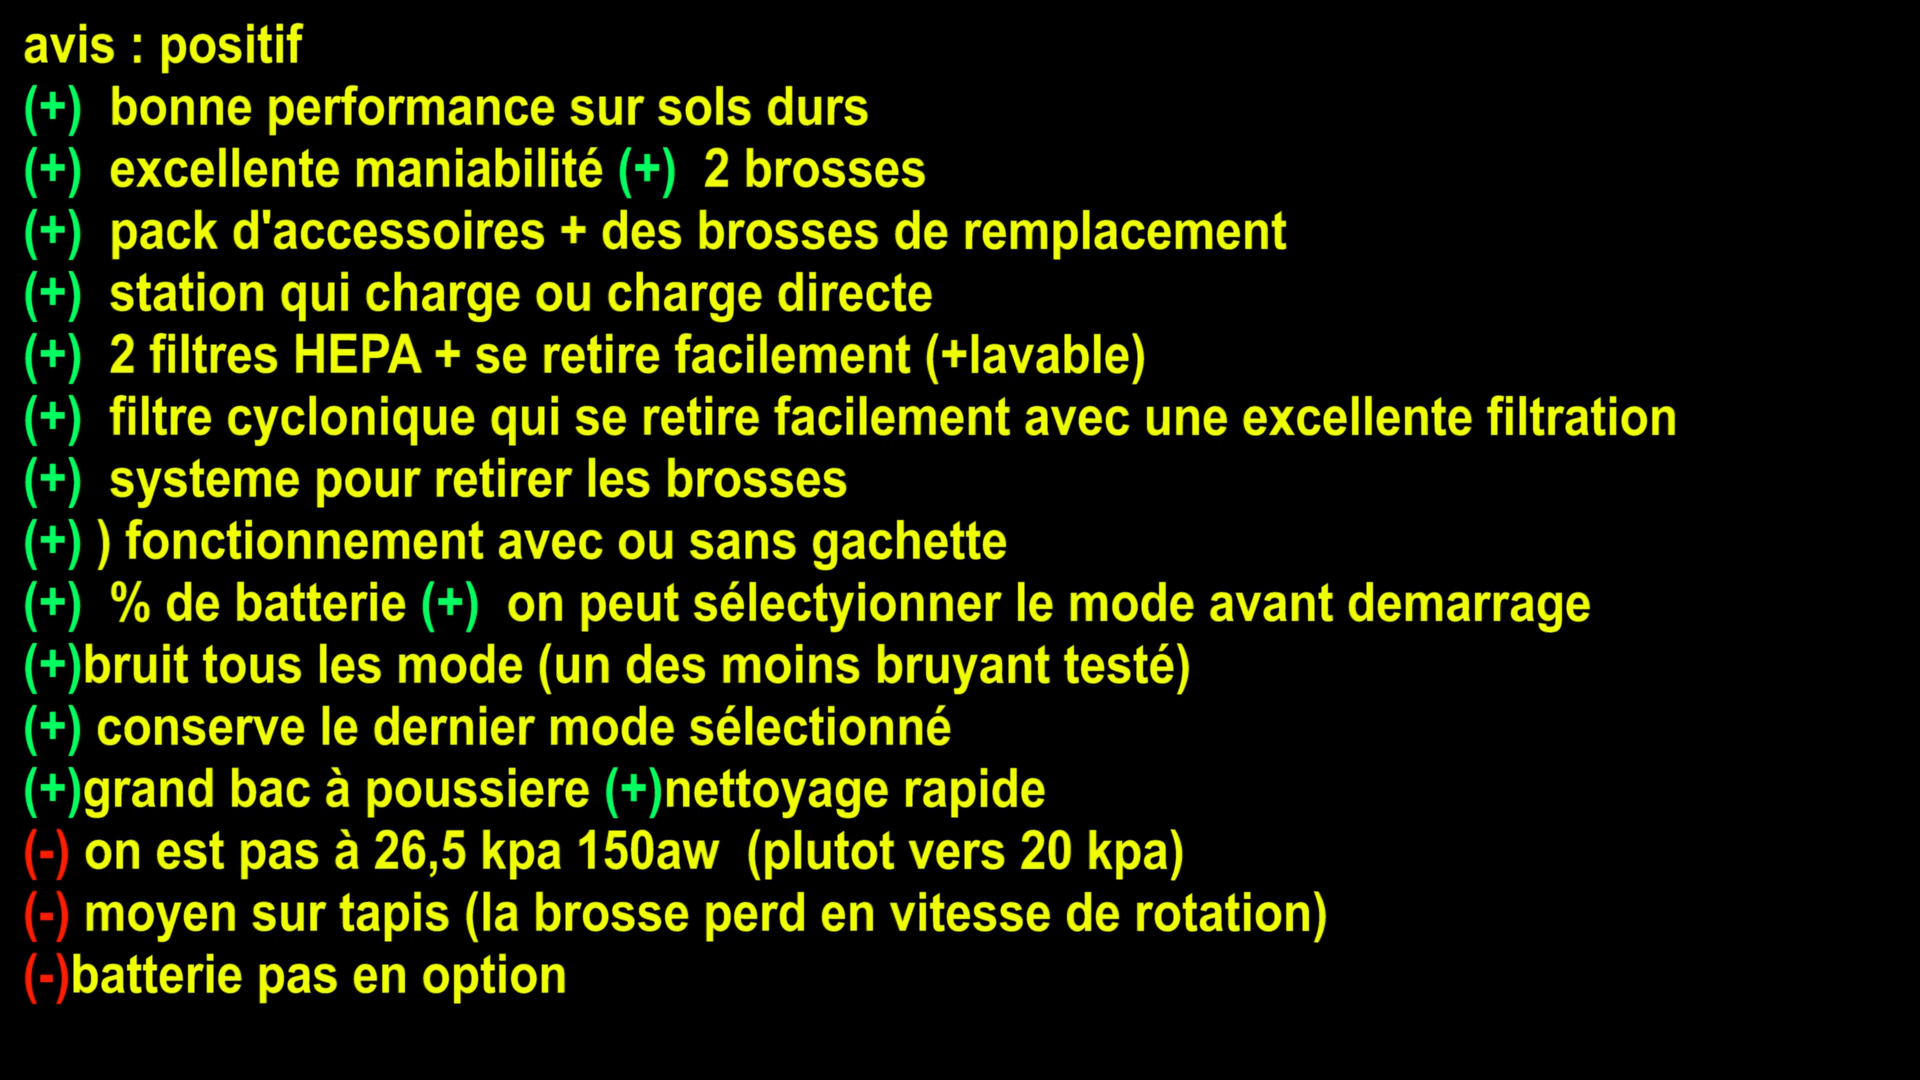 avis : positif
(+) bonne performance sur sols durs
(+) excellente maniabilité (+) 2 brosses
(+) pack d'accessoires + des brosses de remplacement
(+) station qui charge ou charge directe
(+) 2 filtres HEPA + se retire facilement (+lavable)
(+) filtre cyclonique qui se retire facilement avec une excellente filtration
(+) systeme pour retirer les brosses
(+) ) fonctionnement avec ou sans gachette
(+) % de batterie (+) on peut sélectyionner le mode avant demarrage
(+)bruit tous les mode (un des moins bruyant testé)
(+) conserve le dernier mode sélectionné
(+)grand bac à poussiere (+)nettoyage rapide
(-) on est pas à 26,5 kpa 150aw (plutot vers 20 kpa)
(-) moyen sur tapis (la brosse perd en vitesse de rotation)
(-)batterie pas en option